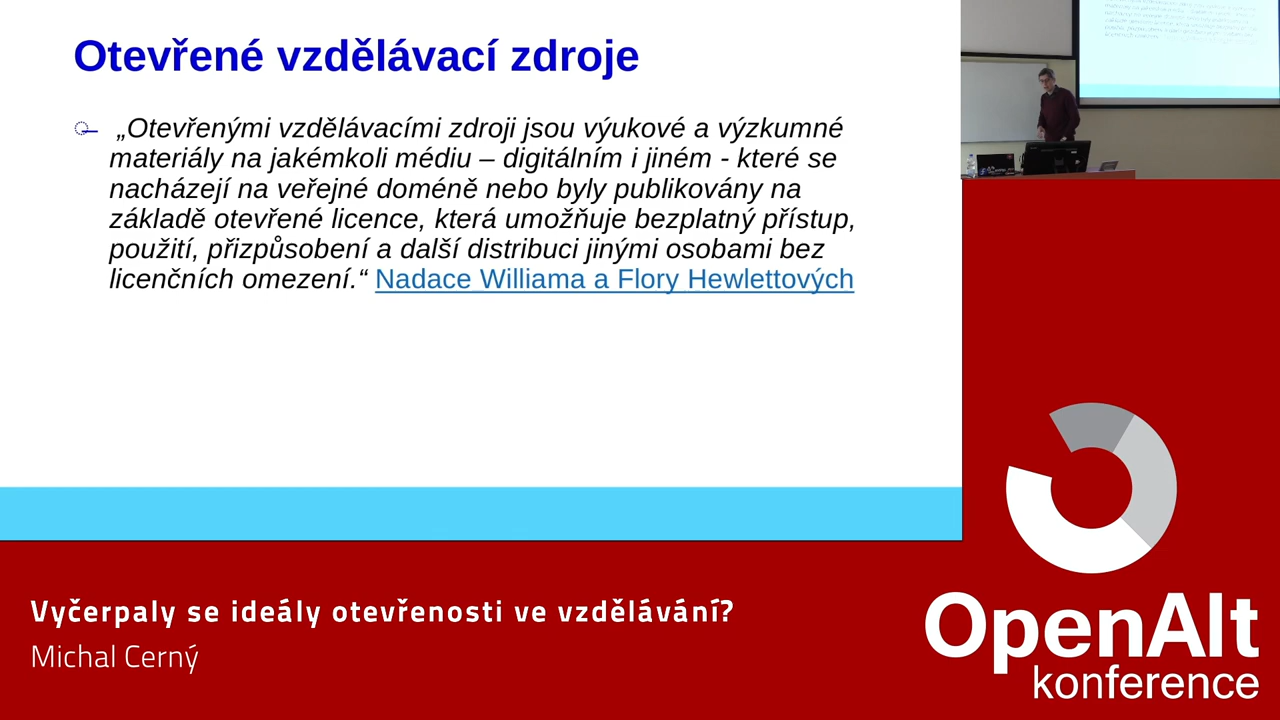 Otevřené vzdělávací zdroje
„Otevřenými vzdělávacími zdroji jsou výukové a výzkumné
materiály na jakémkoli médiu – digitálním i jiném - které se
nacházejí na veřejné doméně nebo byly publikovány na
základě otevřené licence, která umožňuje bezplatný přístup,
použití, přizpůsobení a další distribuci jinými osobami bez
licenčních omezení.“ Nadace Williama a Flory Hewlettových
Vyčerpaly se ideály otevřenosti ve vzdělávání?
Michal Cerný
OpenAlt
konference